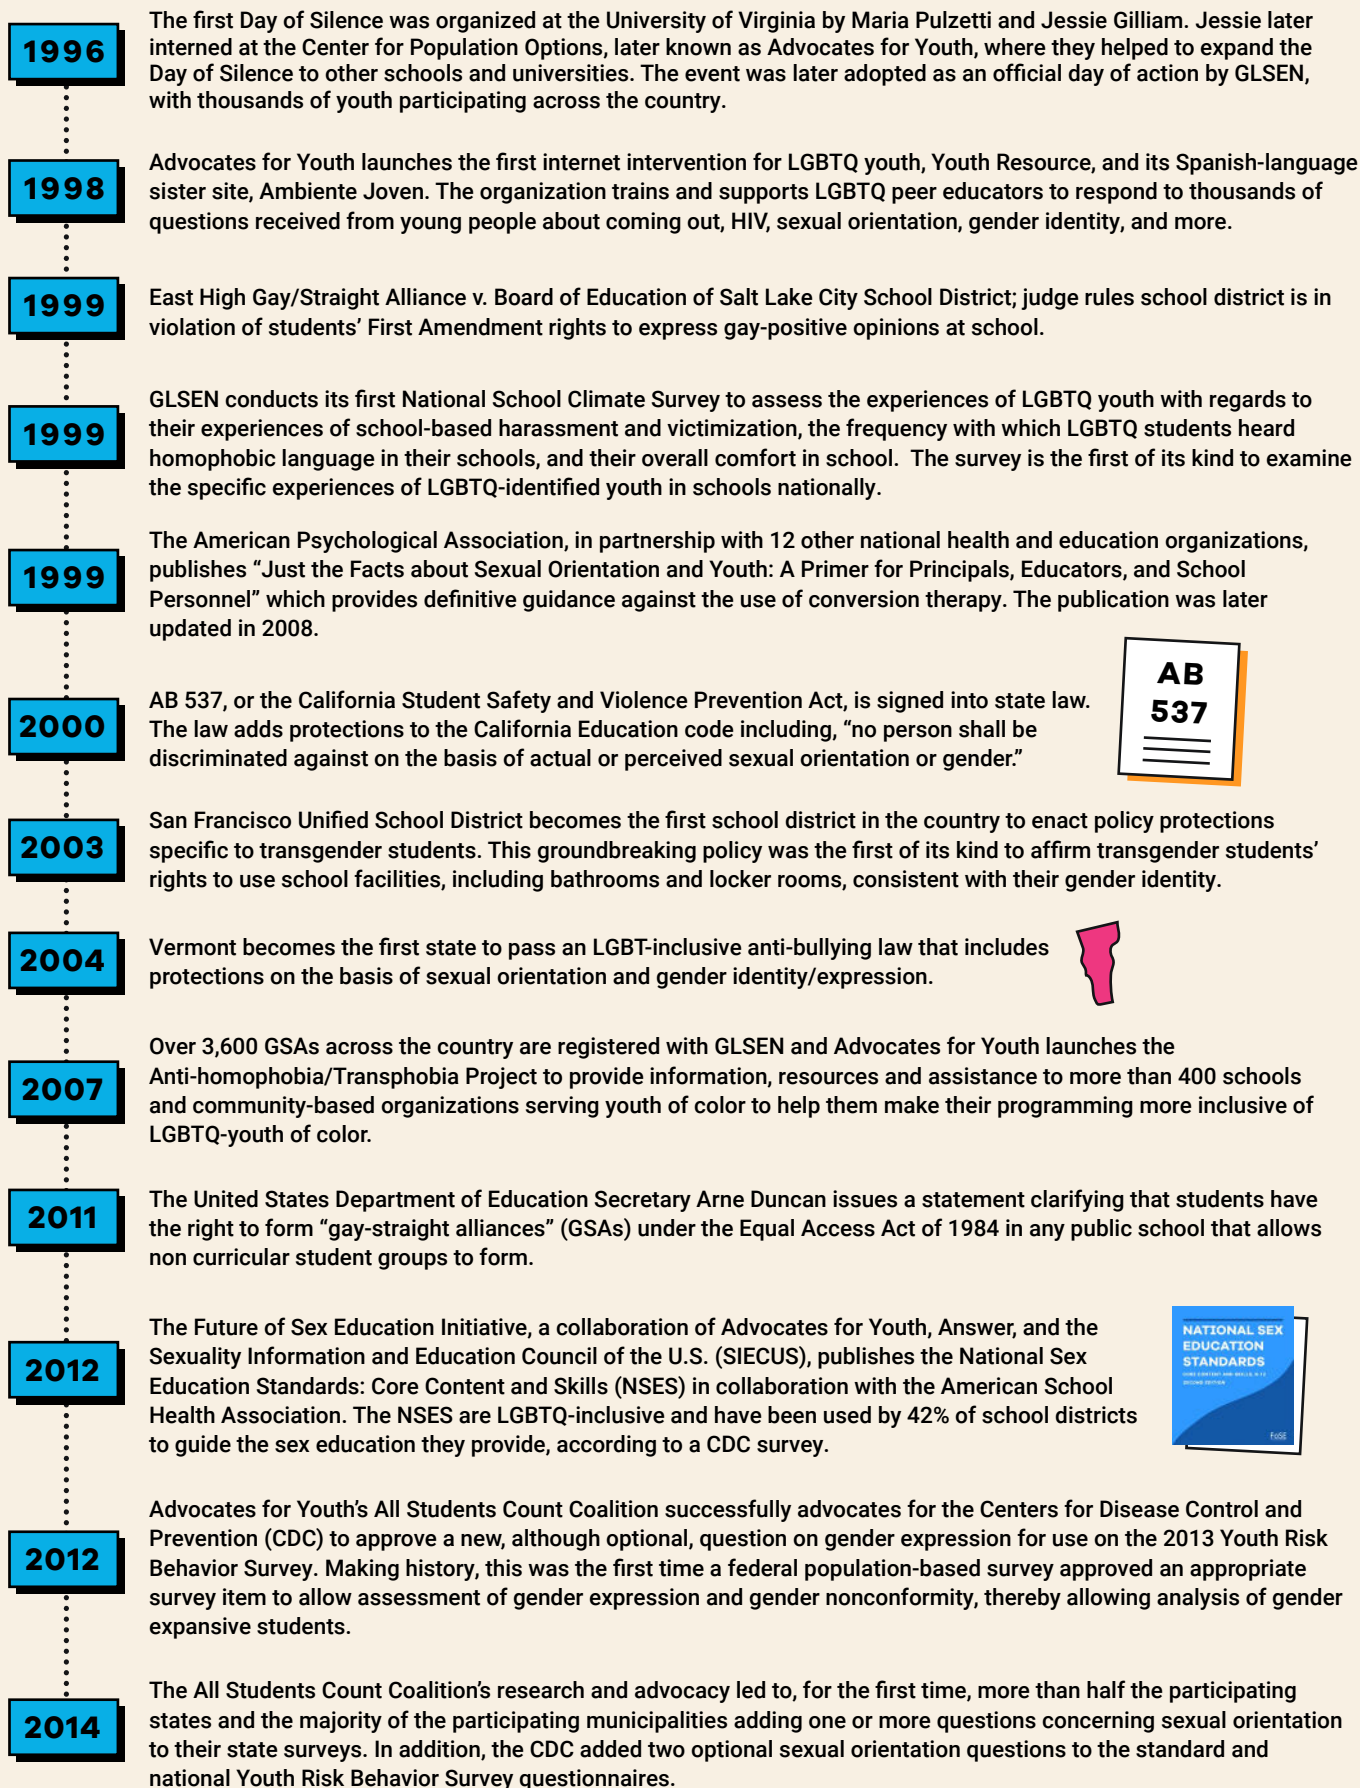 1996
The first Day of Silence was organized at the University of Virginia by Maria Pulzetti and Jessie Gilliam. Jessie later
interned at the Center for Population Options, later known as Advocates for Youth, where they helped to expand the
Day of Silence to other schools and universities. The event was later adopted as an official day of action by GLSEN,
with thousands of youth participating across the country.
1998
Advocates for Youth launches the first internet intervention for LGBTQ youth, Youth Resource, and its Spanish-language
sister site, Ambiente Joven. The organization trains and supports LGBTQ peer educators to respond to thousands of
questions received from young people about coming out, HIV, sexual orientation, gender identity, and more.
1999
East High Gay/Straight Alliance v. Board of Education of Salt Lake City School District; judge rules school district is in
violation of students’ First Amendment rights to express gay-positive opinions at school.
1999
GLSEN conducts its first National School Climate Survey to assess the experiences of LGBTQ youth with regards to
their experiences of school-based harassment and victimization, the frequency with which LGBTQ students heard
homophobic language in their schools, and their overall comfort in school.  The survey is the first of its kind to examine
the specific experiences of LGBTQ-identified youth in schools nationally.
1999
The American Psychological Association, in partnership with 12 other national health and education organizations,
publishes “Just the Facts about Sexual Orientation and Youth: A Primer for Principals, Educators, and School
Personnel” which provides definitive guidance against the use of conversion therapy. The publication was later
updated in 2008.
2000
AB 537, or the California Student Safety and Violence Prevention Act, is signed into state law.
The law adds protections to the California Education code including, “no person shall be
discriminated against on the basis of actual or perceived sexual orientation or gender.”
AB
537
2003
San Francisco Unified School District becomes the first school district in the country to enact policy protections
specific to transgender students. This groundbreaking policy was the first of its kind to affirm transgender students’
rights to use school facilities, including bathrooms and locker rooms, consistent with their gender identity.
2004
Vermont becomes the first state to pass an LGBT-inclusive anti-bullying law that includes
protections on the basis of sexual orientation and gender identity/expression.
2007
Over 3,600 GSAs across the country are registered with GLSEN and Advocates for Youth launches the
Anti-homophobia/Transphobia Project to provide information, resources and assistance to more than 400 schools
and community-based organizations serving youth of color to help them make their programming more inclusive of
LGBTQ-youth of color.
2011
The United States Department of Education Secretary Arne Duncan issues a statement clarifying that students have
the right to form “gay-straight alliances” (GSAs) under the Equal Access Act of 1984 in any public school that allows
non curricular student groups to form.
2012
The Future of Sex Education Initiative, a collaboration of Advocates for Youth, Answer, and the
Sexuality Information and Education Council of the U.S. (SIECUS), publishes the National Sex
Education Standards: Core Content and Skills (NSES) in collaboration with the American School
Health Association. The NSES are LGBTQ-inclusive and have been used by 42% of school districts
to guide the sex education they provide, according to a CDC survey.
NATIONAL SEX
EDUCATION
STANDARDS
CORE CONTENT AND SKILLS, K-12
SECOND EDITION
FoSE
2012
Advocates for Youth’s All Students Count Coalition successfully advocates for the Centers for Disease Control and
Prevention (CDC) to approve a new, although optional, question on gender expression for use on the 2013 Youth Risk
Behavior Survey. Making history, this was the first time a federal population-based survey approved an appropriate
survey item to allow assessment of gender expression and gender nonconformity, thereby allowing analysis of gender
expansive students.
2014
The All Students Count Coalition’s research and advocacy led to, for the first time, more than half the participating
states and the majority of the participating municipalities adding one or more questions concerning sexual orientation
to their state surveys. In addition, the CDC added two optional sexual orientation questions to the standard and
national Youth Risk Behavior Survey questionnaires.